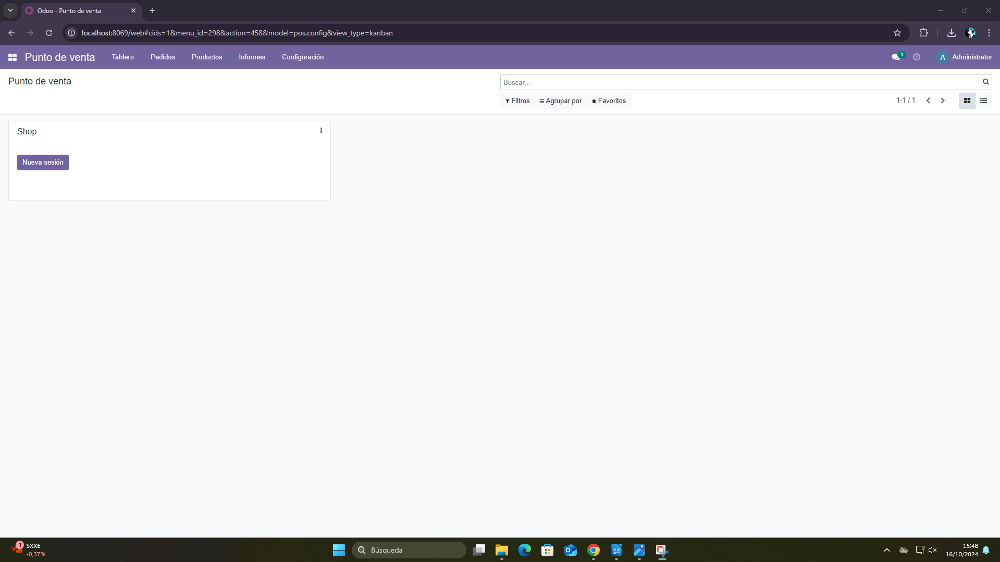 Odoo - Punto de venta
localhost:8069/web#cids=1&menu_id=298&action=458&model=pos.config&view_type=kanban
Punto de venta Tablero Pedidos Productos Informes Configuración 1 A Administrator
Punto de venta
Buscar...
Filtros Agrupar por Favoritos 1-1 / 1
Shop
Nueva sesión
1 SXXE
-0,37%
Búsqueda
15:48
16/10/2024